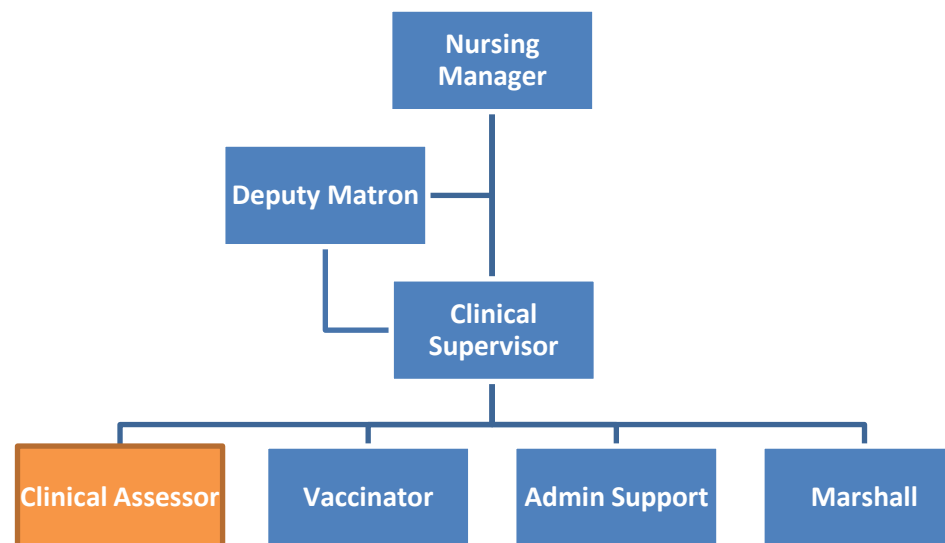 Nursing
Manager
Deputy Matron
Clinical
Supervisor
Clinical Assessor
Vaccinator
Admin Support
Marshall